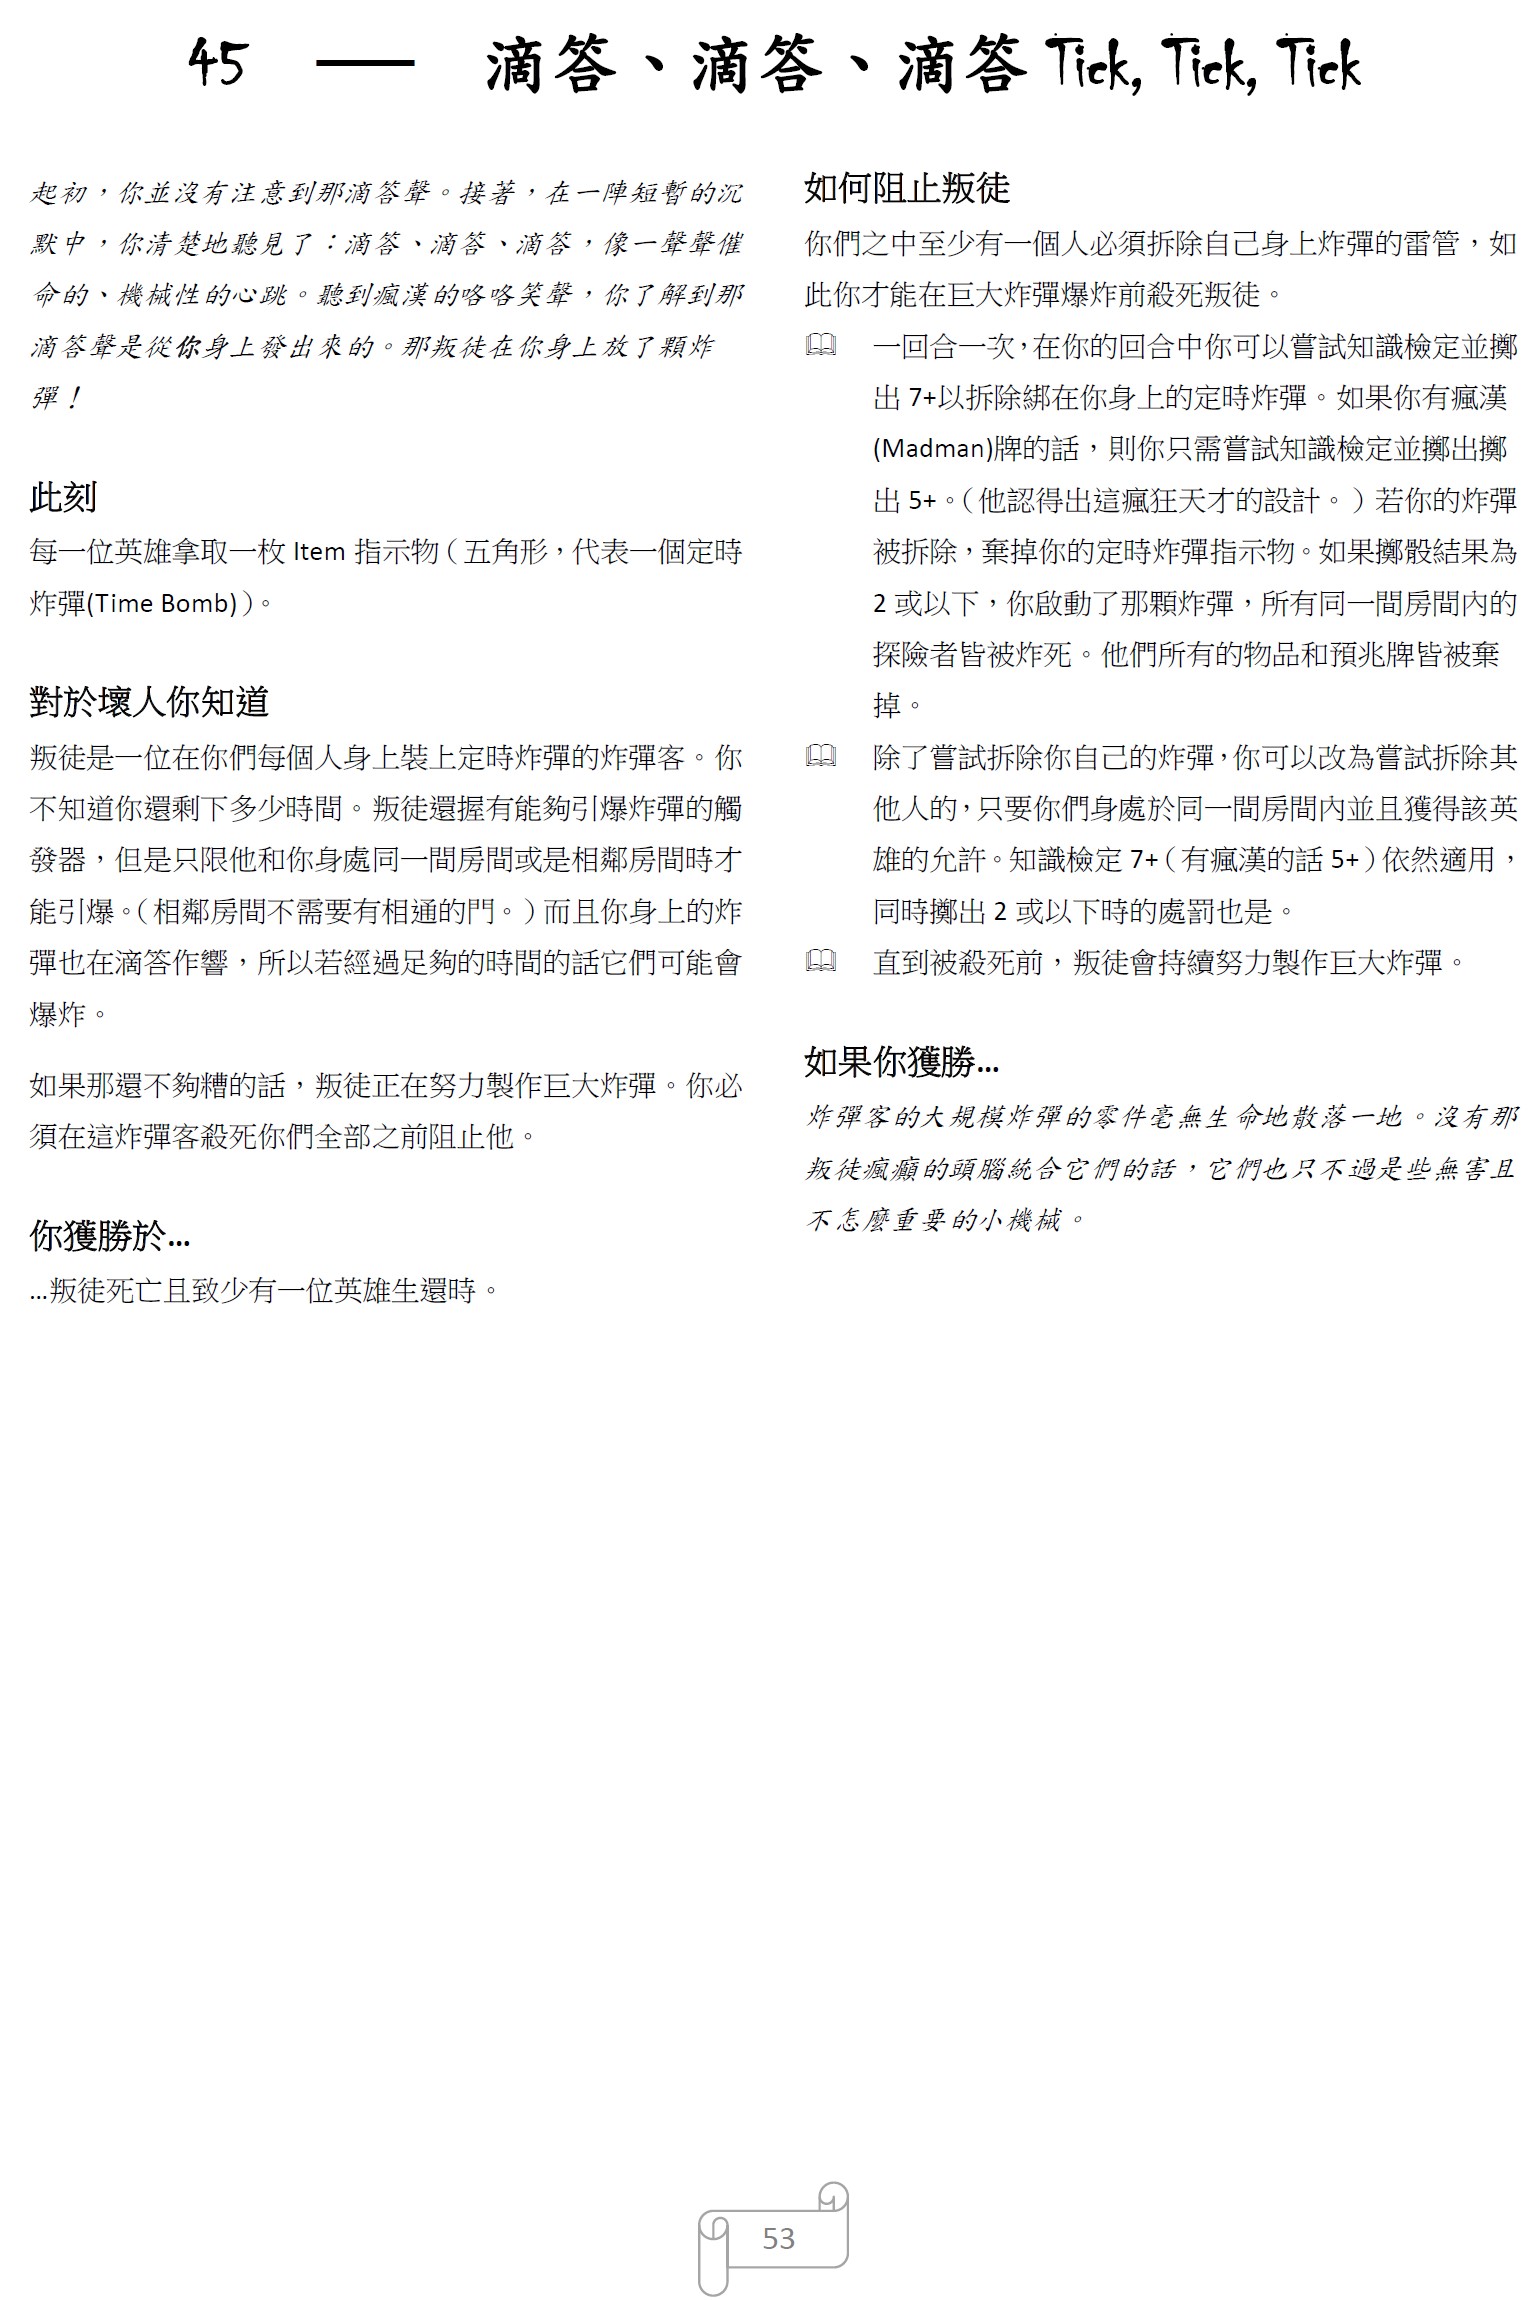 45 — 滴答、滴答、滴答 Tick, Tick, Tick
起初，你並沒有注意到那滴答聲。接著，在一陣短暫的沉
默中，你清楚地聽見了：滴答、滴答、滴答，像一聲聲催
命的、機械性的心跳。聽到瘋漢的咯咯笑聲，你了解到那
滴答聲是從你身上發出來的。那叛徒在你身上放了顆炸
彈！
此刻
每一位英雄拿取一枚 Item 指示物（五角形，代表一個定時
炸彈(Time Bomb)）。
對於壞人你知道
叛徒是一位在你們每個人身上裝上定時炸彈的炸彈客。你
不知道你還剩下多少時間。叛徒還握有能夠引爆炸彈的觸
發器，但是只限他和你身處同一間房間或是相鄰房間時才
能引爆。（相鄰房間不需要有相通的門。）而且你身上的炸
彈也在滴答作響，所以若經過足夠的時間的話它們可能會
爆炸。
如果那還不夠糟的話，叛徒正在努力製作巨大炸彈。你必
須在這炸彈客殺死你們全部之前阻止他。
你獲勝於…
…叛徒死亡且致少有一位英雄生還時。
如何阻止叛徒
你們之中至少有一個人必須拆除自己身上炸彈的雷管，如
此你才能在巨大炸彈爆炸前殺死叛徒。
一回合一次，在你的回合中你可以嘗試知識檢定並擲
出 7+以拆除綁在你身上的定時炸彈。如果你有瘋漢
(Madman)牌的話，則你只需嘗試知識檢定並擲出擲
出 5+。（他認得出這瘋狂天才的設計。）若你的炸彈
被拆除，棄掉你的定時炸彈指示物。如果擲骰結果為
2 或以下，你啟動了那顆炸彈，所有同一間房間內的
探險者皆被炸死。他們所有的物品和預兆牌皆被棄
掉。
除了嘗試拆除你自己的炸彈，你可以改為嘗試拆除其
他人的，只要你們身處於同一間房間內並且獲得該英
雄的允許。知識檢定 7+（有瘋漢的話 5+）依然適用，
同時擲出 2 或以下時的處罰也是。
直到被殺死前，叛徒會持續努力製作巨大炸彈。
如果你獲勝…
炸彈客的大規模炸彈的零件毫無生命地散落一地。沒有那
叛徒瘋癲的頭腦統合它們的話，它們也只不過是些無害且
不怎麼重要的小機械。
53